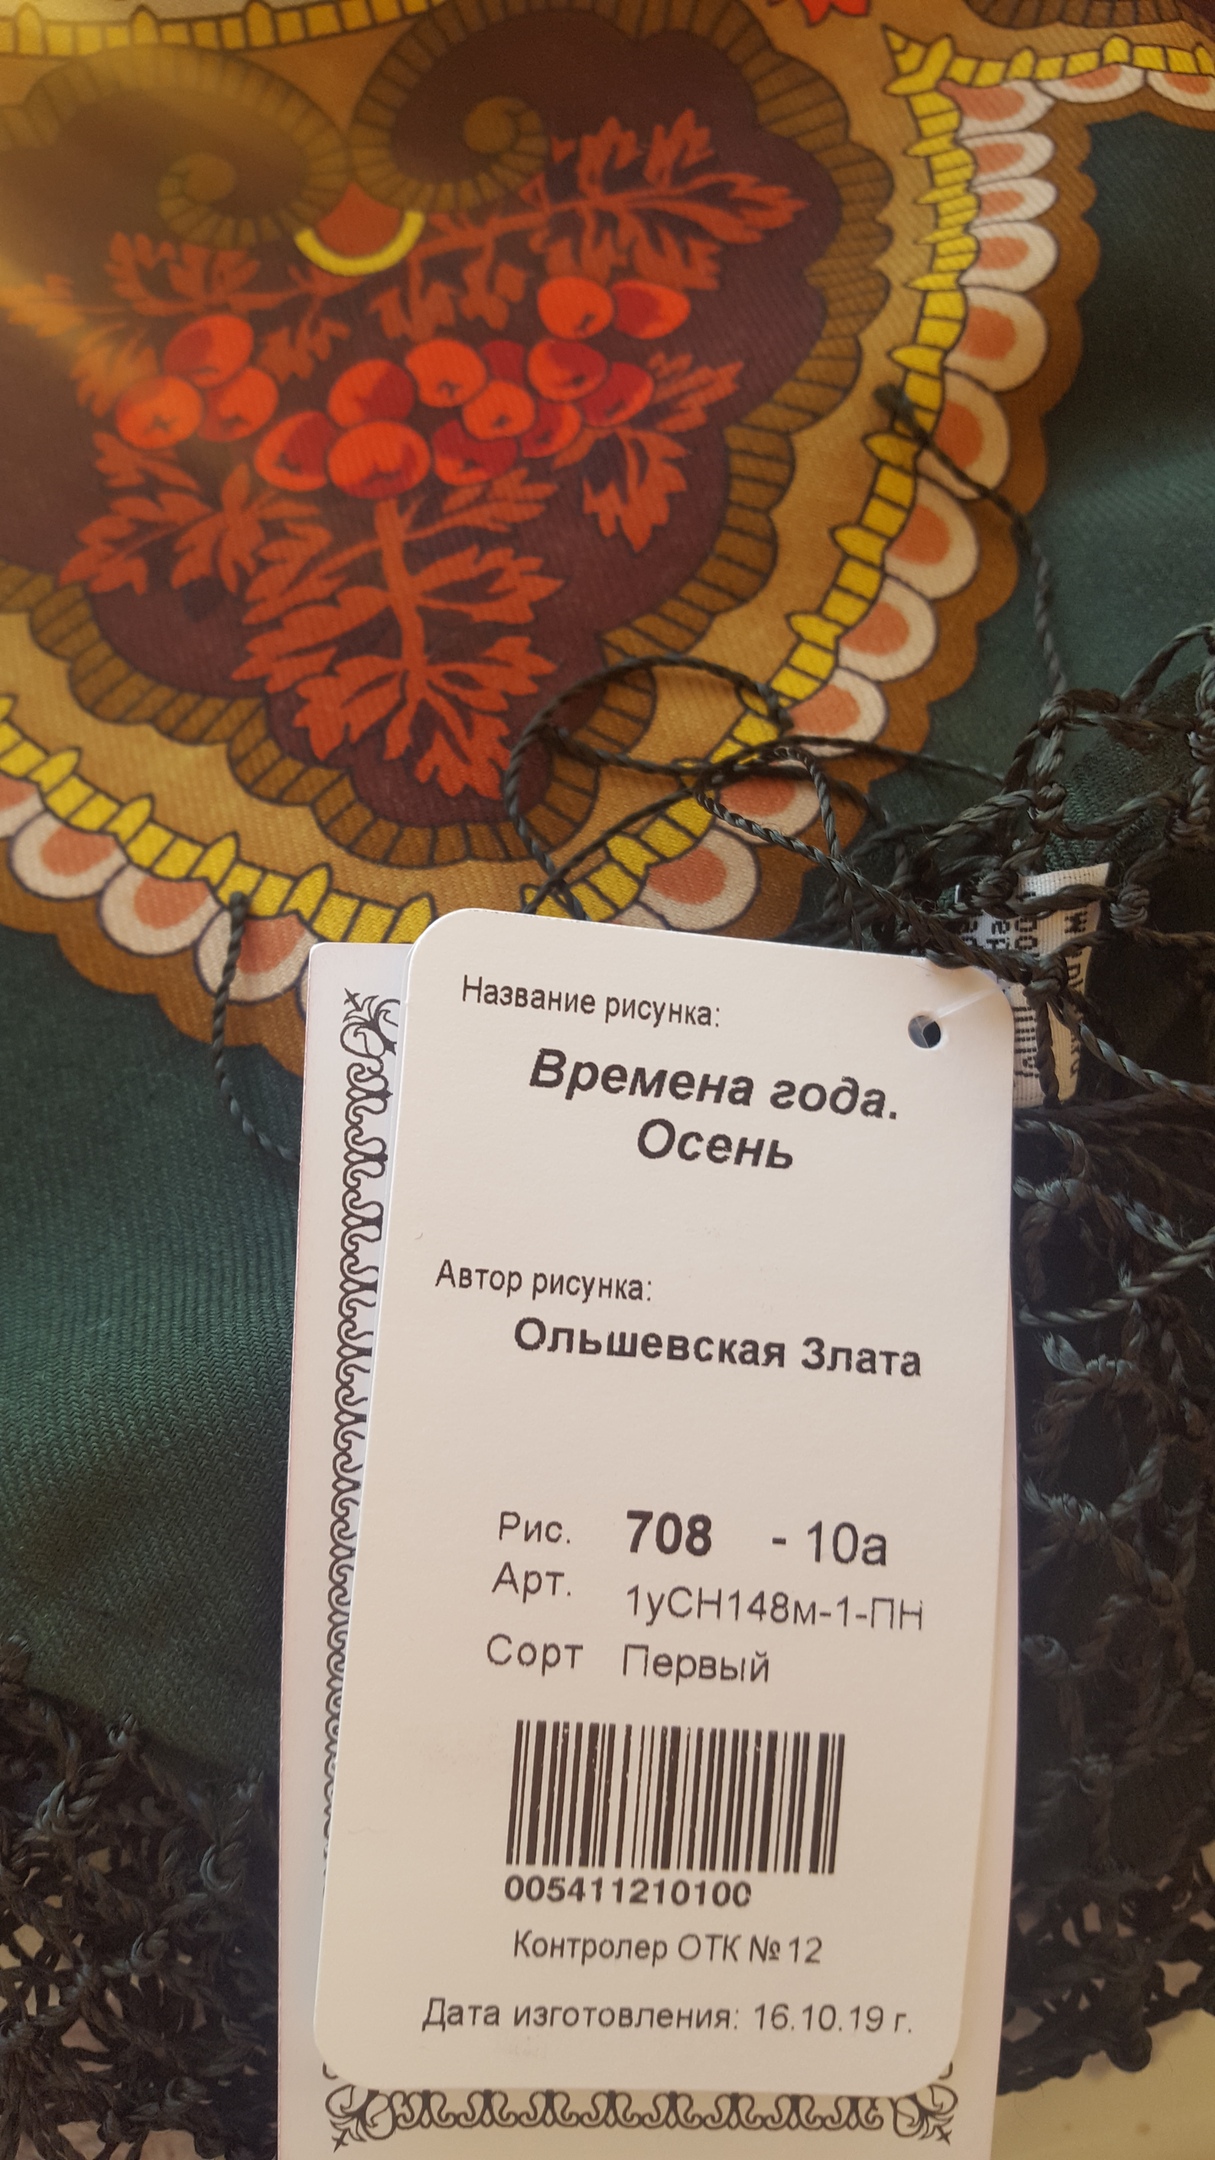 Название рисунка:
Времена года.
Осень
Автор рисунка:
Ольшевская Злата
Рис. 708 - 10а
Арт. 1уСН148м-1-ПН
Сорт Первый
005411210100
Контролер ОТК № 12
Дата изготовления: 16.10.19 г.